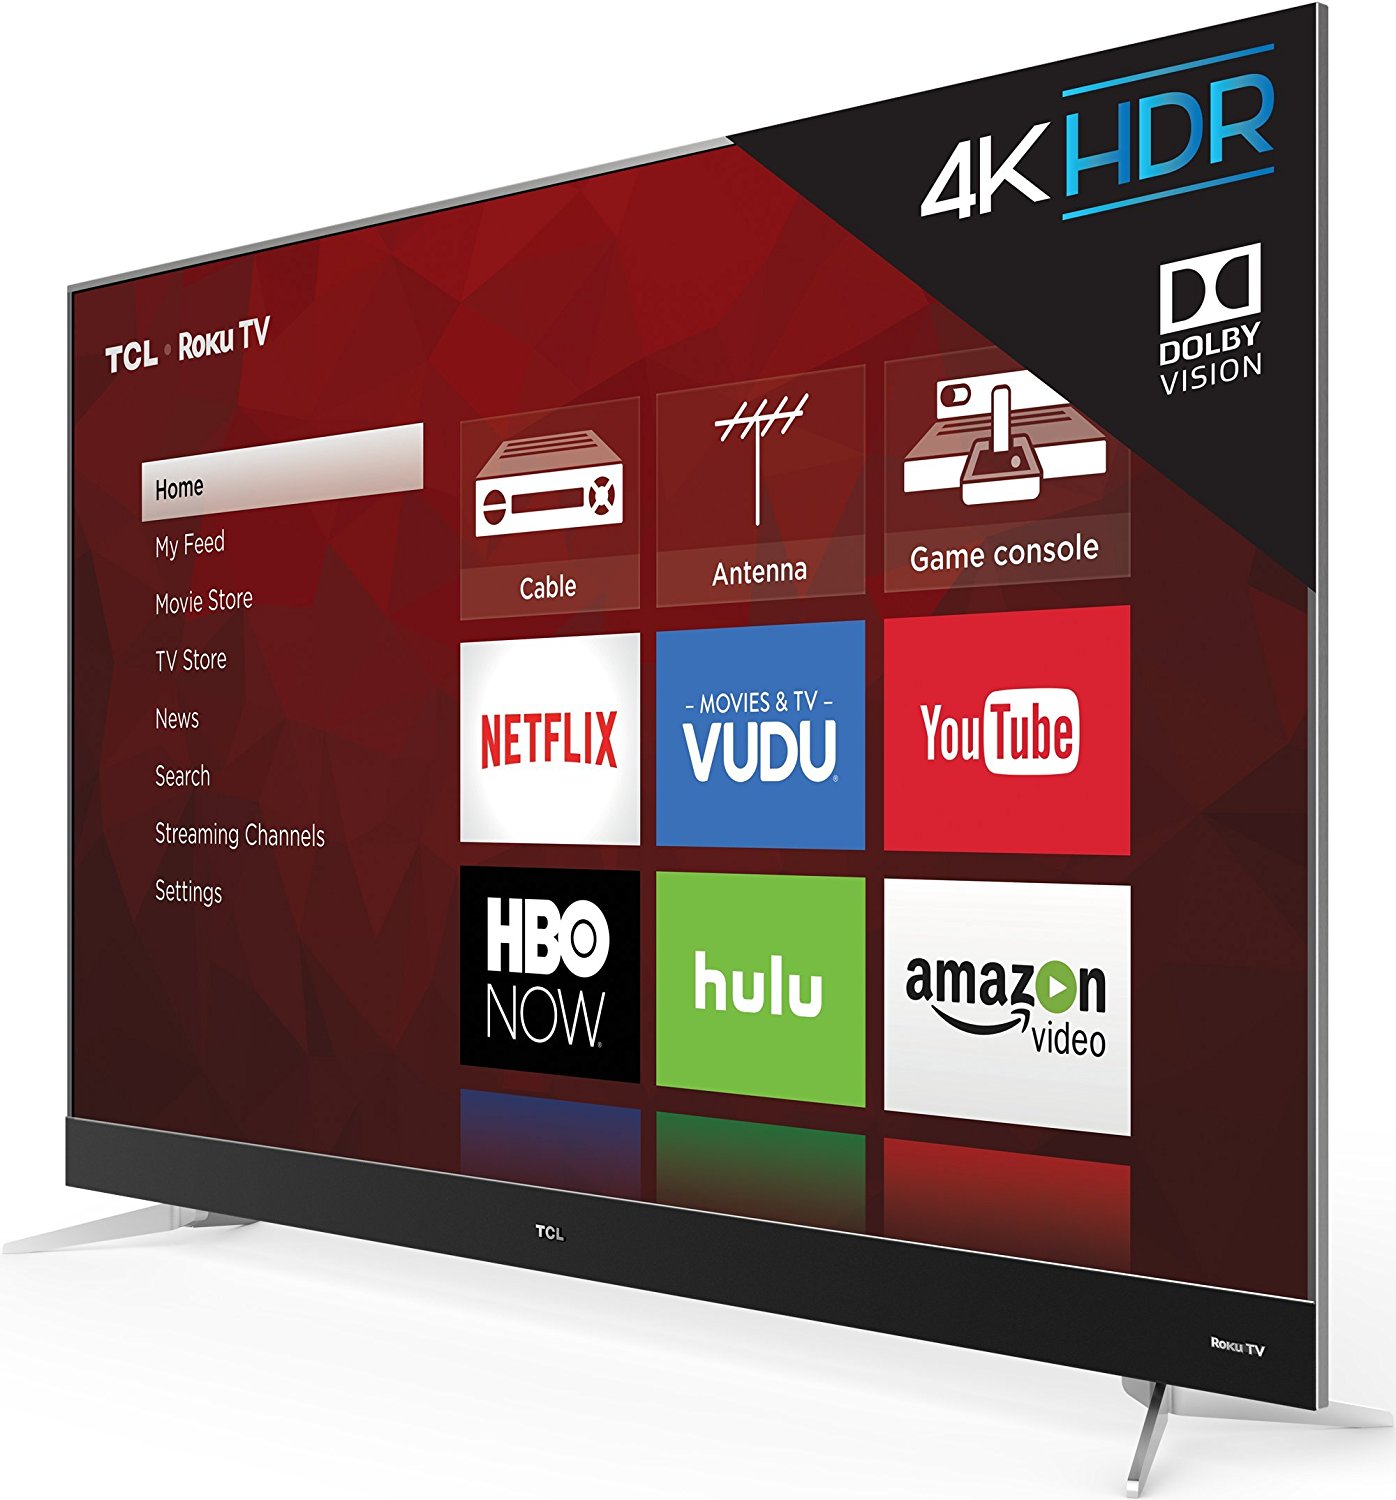 4K HDR
DOLBY
VISION
TCL • Roku TV
Home
My Feed
Movie Store
TV Store
News
Search
Streaming Channels
Settings
Cable
Antenna
Game console
NETFLIX
- MOVIES & TV -
VUDU
YouTube
HBO
NOW
hulu
amazon
video
TCL
Roku TV